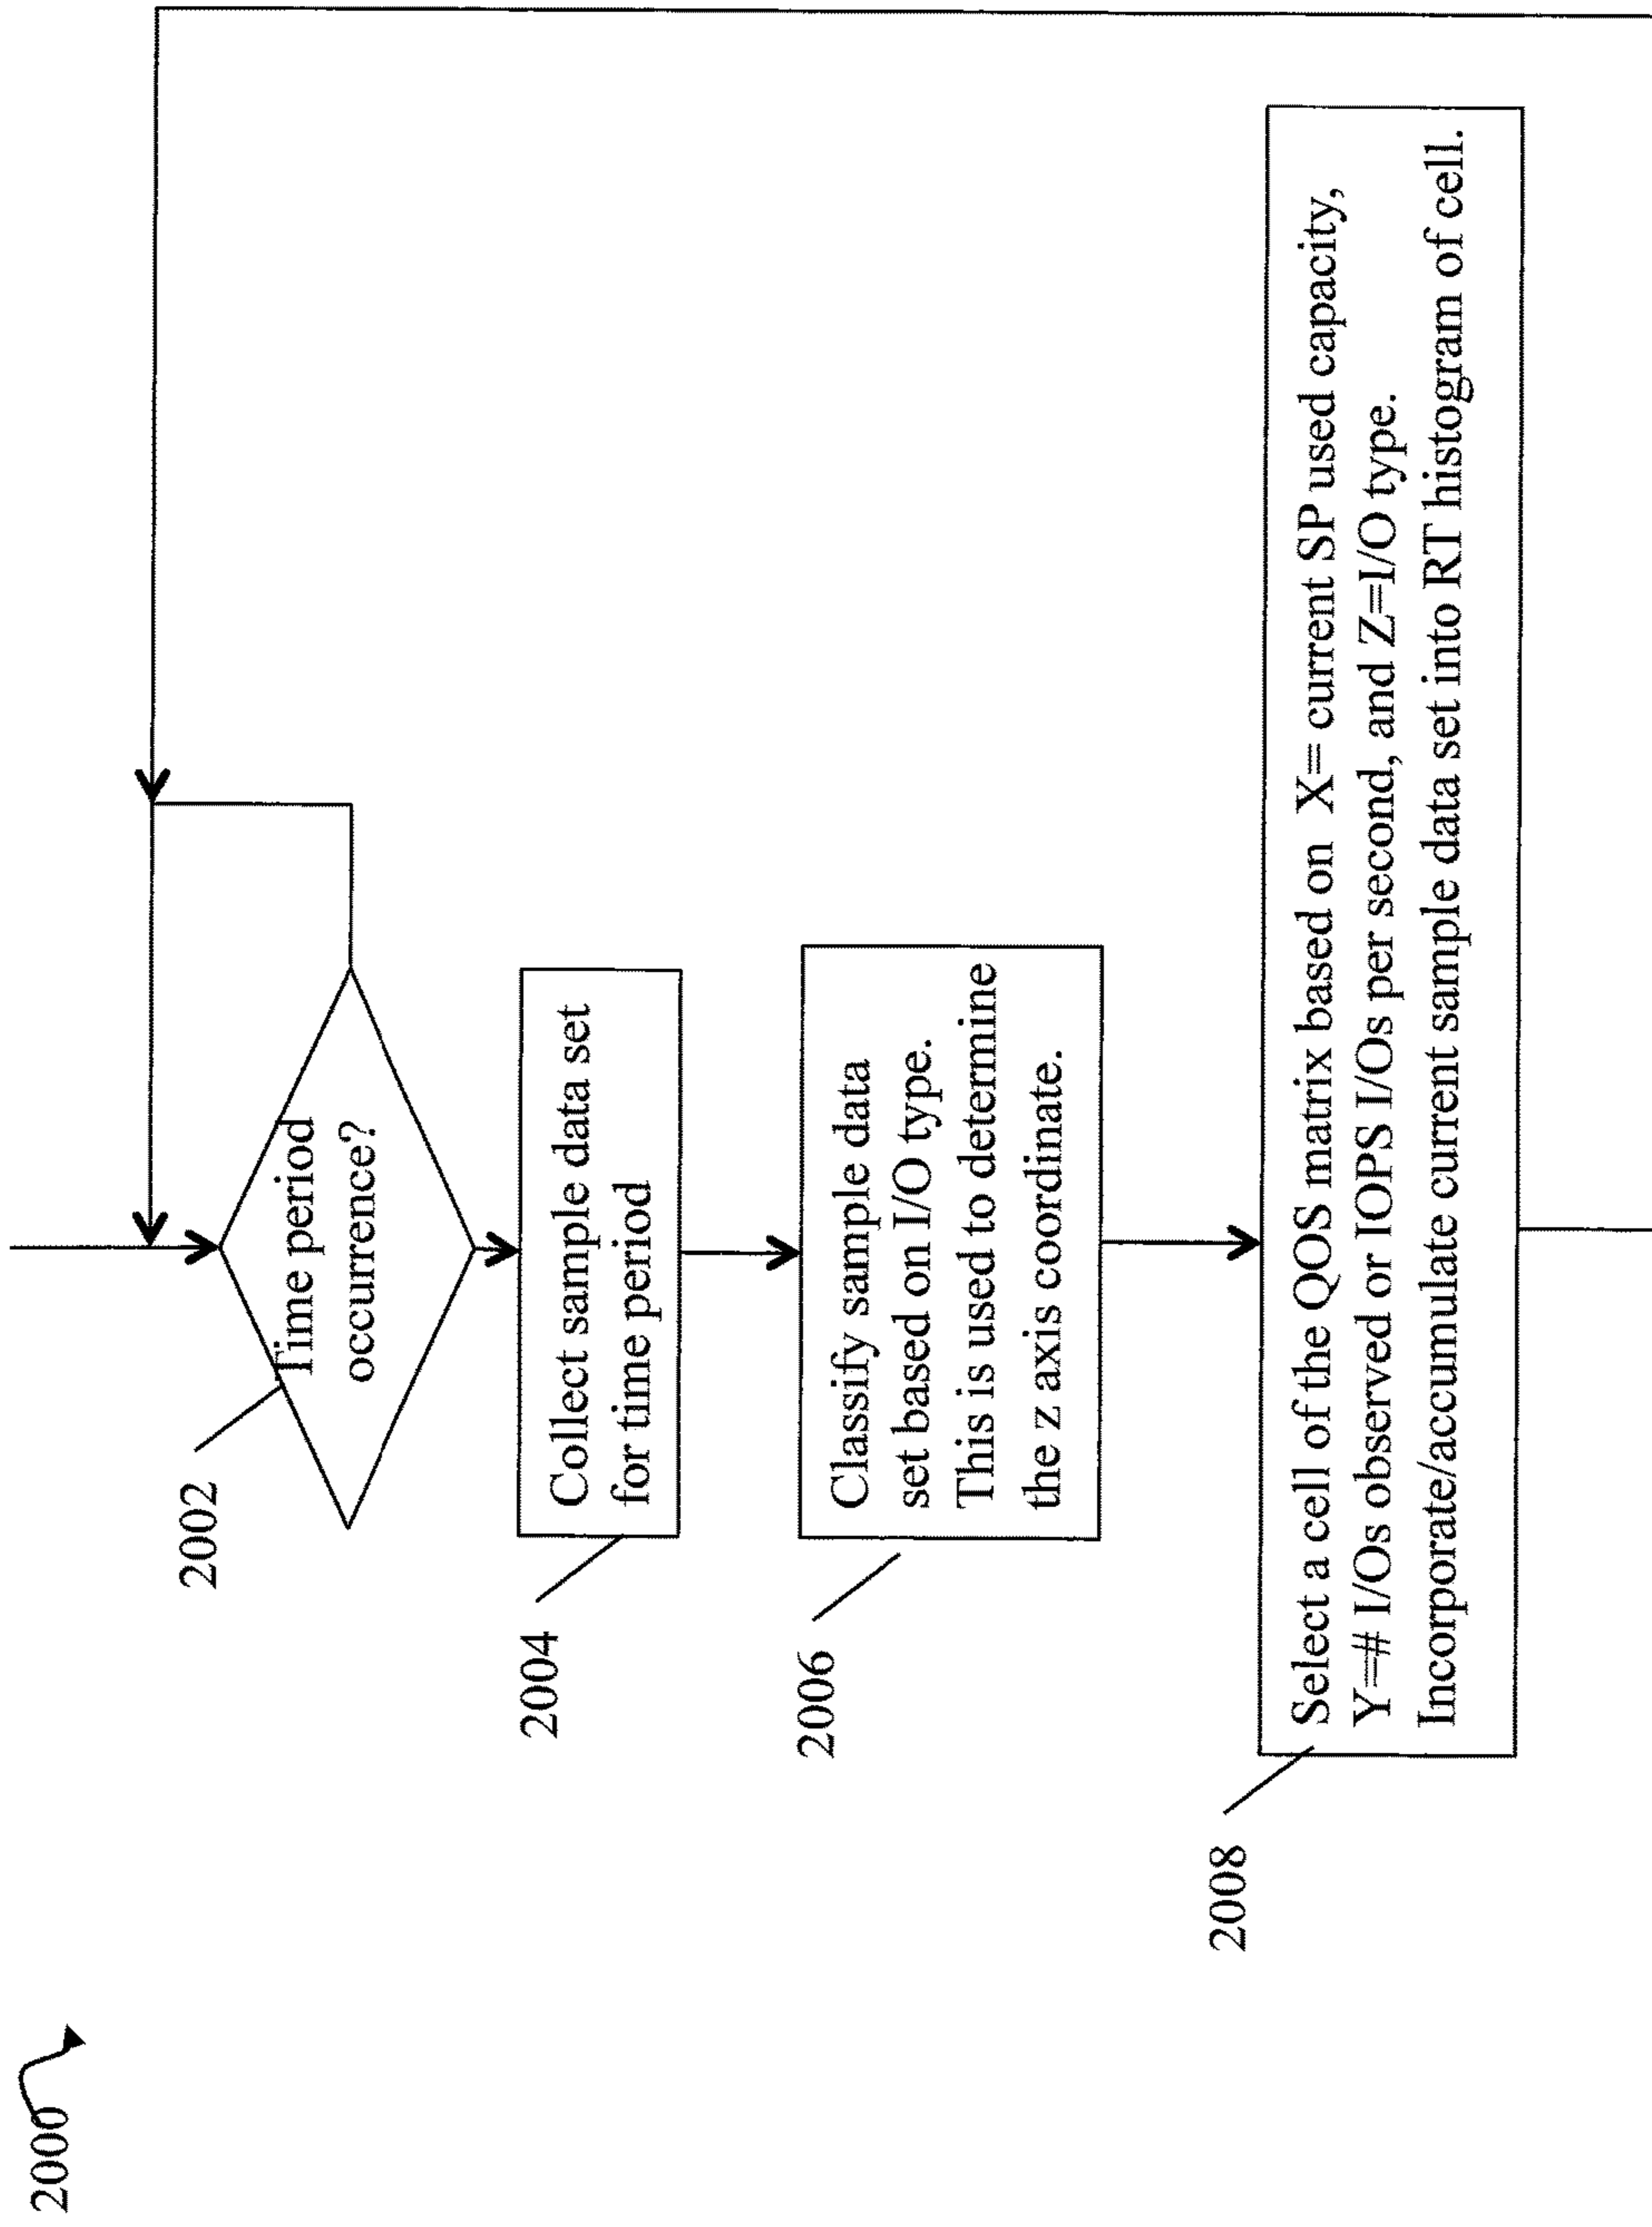 2000
2002
Time period
occurrence?
2004
Collect sample data set
for time period
2006
Classify sample data
set based on I/O type.
This is used to determine
the z axis coordinate.
2008
Select a cell of the QOS matrix based on X= current SP used capacity,
Y=# I/Os observed or IOPS I/Os per second, and Z=I/O type.
Incorporate/accumulate current sample data set into RT histogram of cell.